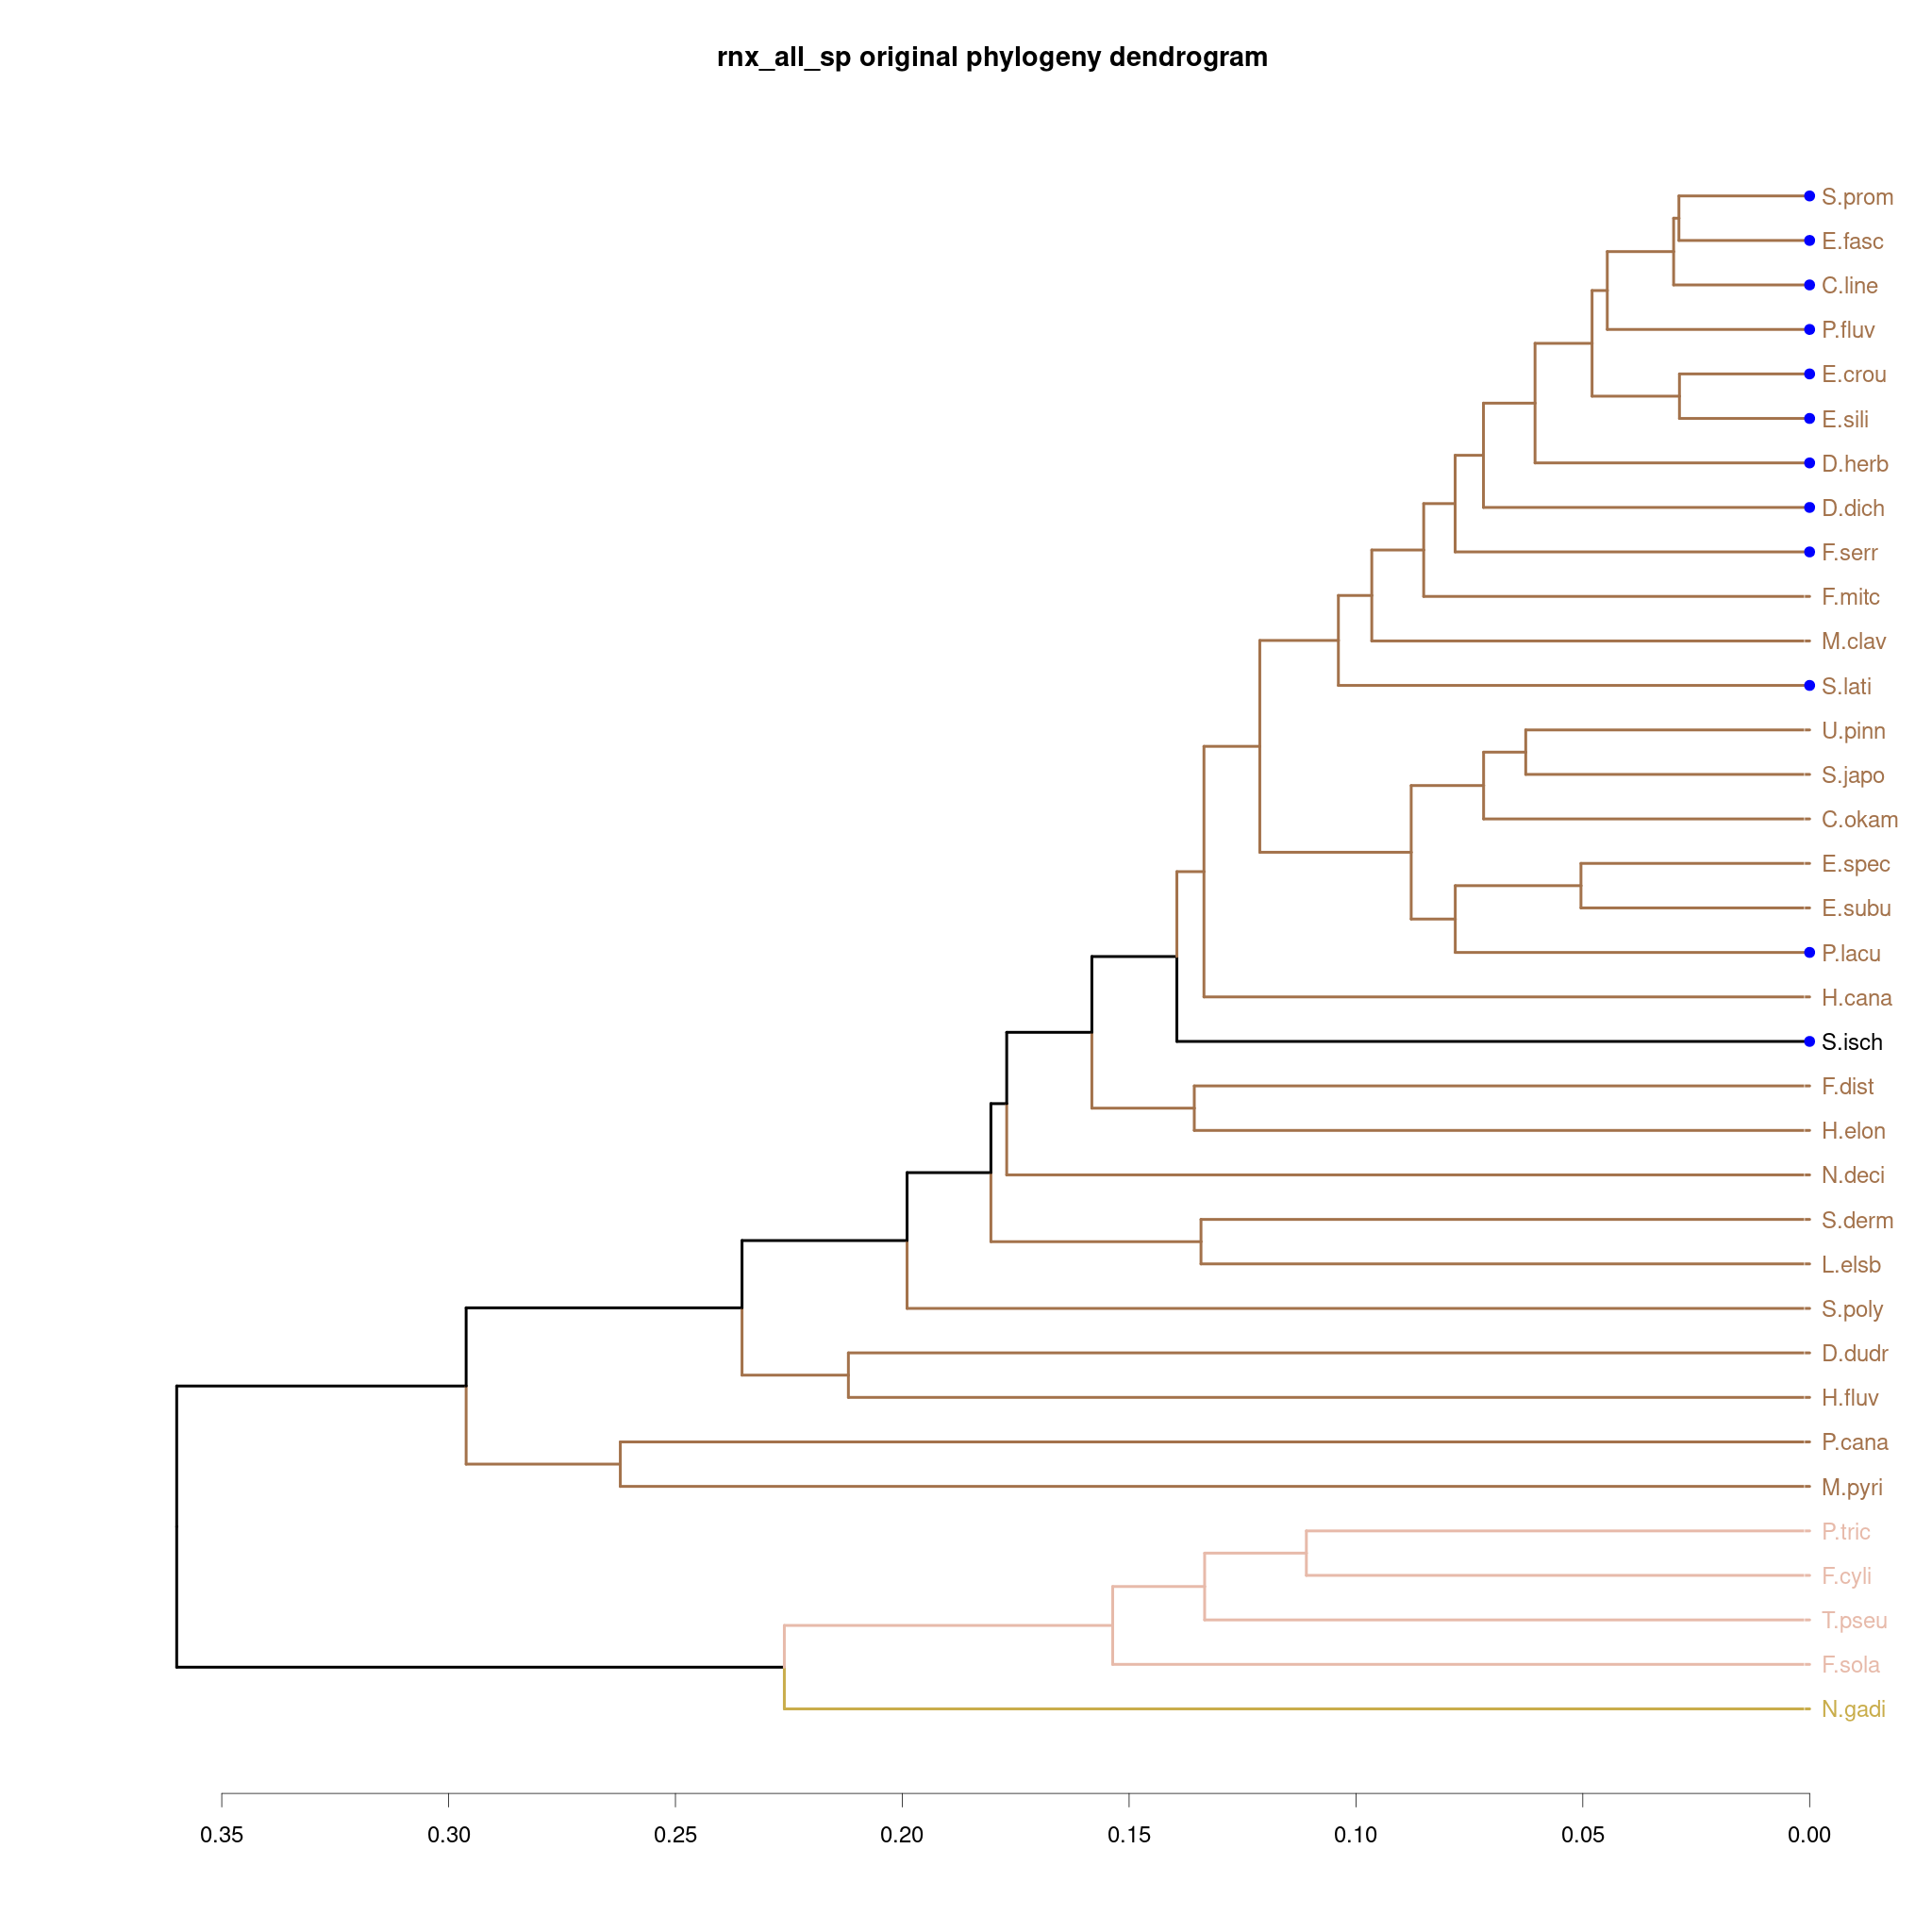 rnx_all_sp original phylogeny dendrogram
S.prom
E.fasc
C.line
P.fluv
E.crou
E.sili
D.herb
D.dich
F.serr
F.mitc
M.clav
S.lati
U.pinn
S.japo
C.okam
E.spec
E.subu
P.lacu
H.cana
S.isch
F.dist
H.elon
N.deci
S.derm
L.elsb
S.poly
D.dudr
H.fluv
P.cana
M.pyri
P.tric
F.cyli
T.pseu
F.sola
N.gadi
0.35 0.30 0.25 0.20 0.15 0.10 0.05 0.00